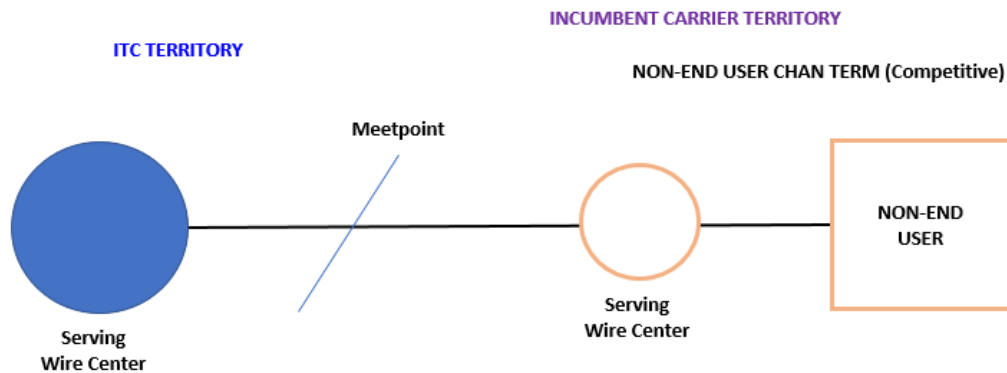 INCUMBENT CARRIER TERRITORY
ITC TERRITORY
NON-END USER CHAN TERM (Competitive)
Meetpoint
NON-END
USER
Serving
Wire Center
Serving
Wire Center